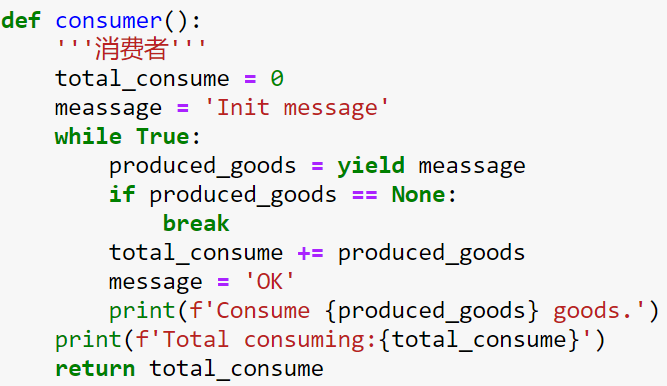 def consumer():
    '''消费者'''
    total_consume = 0
    meassage = 'Init message'
    while True:
        produced_goods = yield meassage
        if produced_goods == None:
            break
        total_consume += produced_goods
        message = 'OK'
        print(f'Consume {produced_goods} goods.')
    print(f'Total consuming:{total_consume}')
    return total_consume